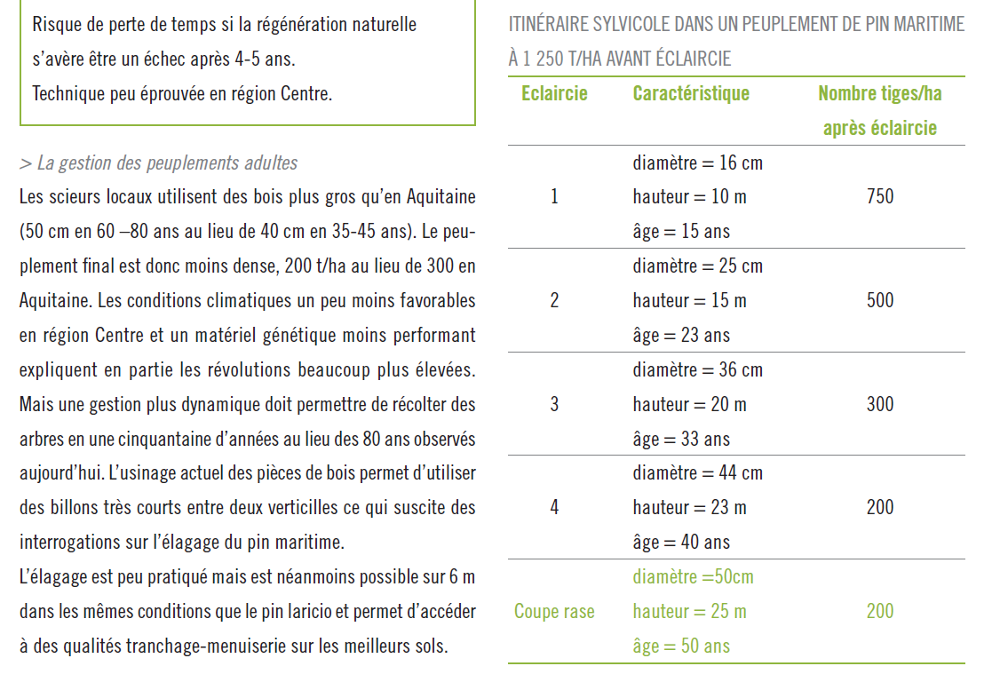 Risque de perte de temps si la régénération naturelle
s’avère être un échec après 4-5 ans.
Technique peu éprouvée en région Centre.
> La gestion des peuplements adultes
Les scieurs locaux utilisent des bois plus gros qu’en Aquitaine
(50 cm en 60 –80 ans au lieu de 40 cm en 35-45 ans). Le peu-
plement final est donc moins dense, 200 t/ha au lieu de 300 en
Aquitaine. Les conditions climatiques un peu moins favorables
en région Centre et un matériel génétique moins performant
expliquent en partie les révolutions beaucoup plus élevées.
Mais une gestion plus dynamique doit permettre de récolter des
arbres en une cinquantaine d’années au lieu des 80 ans observés
aujourd’hui. L’usinage actuel des pièces de bois permet d’utiliser
des billons très courts entre deux verticilles ce qui suscite des
interrogations sur l’élagage du pin maritime.
L’élagage est peu pratiqué mais est néanmoins possible sur 6 m
dans les mêmes conditions que le pin laricio et permet d’accéder
à des qualités tranchage-menuiserie sur les meilleurs sols.
ITINÉRAIRE SYLVICOLE DANS UN PEUPLEMENT DE PIN MARITIME
À 1 250 T/HA AVANT ÉCLAIRCIE
Eclaircie Caractéristique Nombre tiges/ha
après éclaircie
diamètre = 16 cm
1 hauteur = 10 m 750
âge = 15 ans
diamètre = 25 cm
2 hauteur = 15 m 500
âge = 23 ans
diamètre = 36 cm
3 hauteur = 20 m 300
âge = 33 ans
diamètre = 44 cm
4 hauteur = 23 m 200
âge = 40 ans
diamètre =50cm
Coupe rase hauteur = 25 m 200
âge = 50 ans